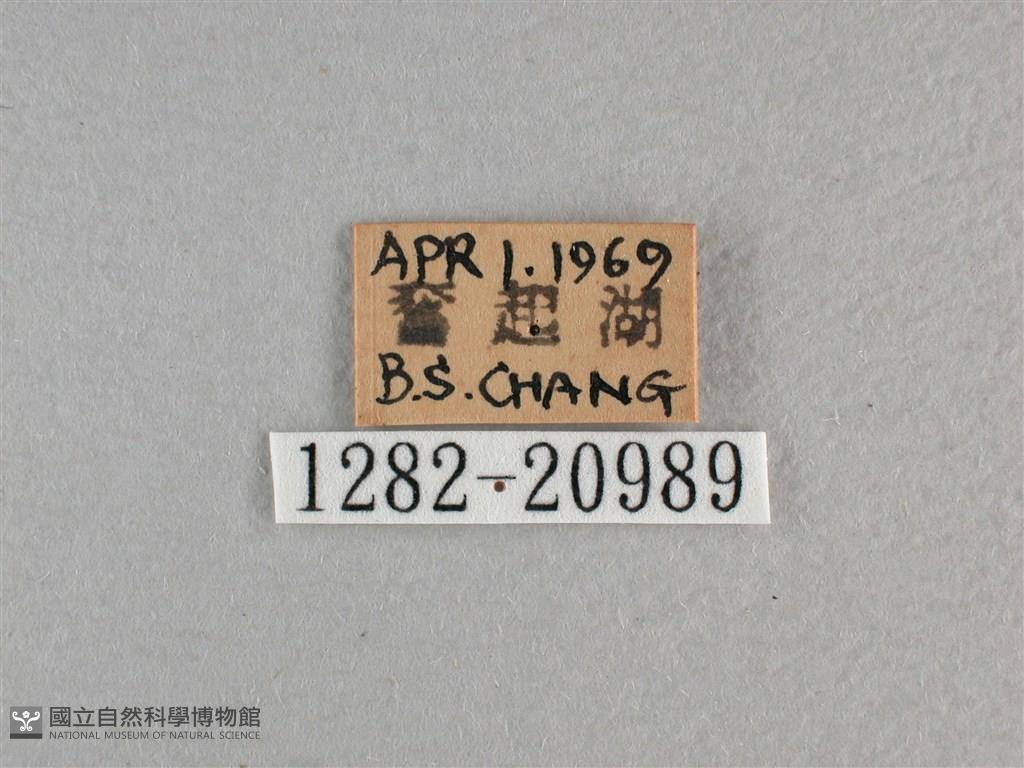 APR 1. 1969
奮起湖
B.S. CHANG
1282-20989
國立自然科學博物館
NATIONAL MUSEUM OF NATURAL SCIENCE